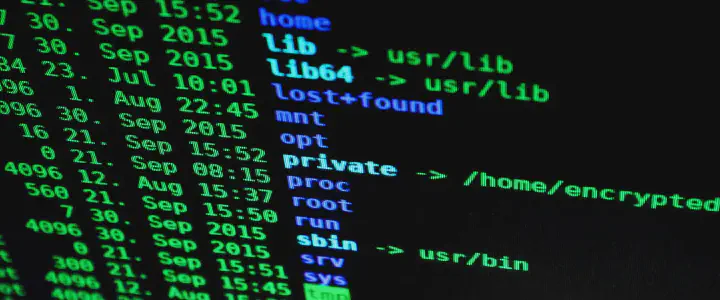 21. Sep 15:52 home
7 30. Sep 2015 lib -> usr/lib
7 30. Sep 2015 lib64 -> usr/lib
84 23. Jul 10:01 lost+found
096 1. Aug 22:45 mnt
096 30. Sep 2015 opt
16 21. Sep 15:52 private -> /home/encrypted
0 21. Sep 08:15 proc
4096 12. Aug 15:37 root
560 21. Sep 15:50 run
7 30. Sep 2015 sbin -> usr/bin
4096 30. Sep 2015 srv
0 21. Sep 15:51 sys
300 21. Sep 15:45 tmp
4096 12. Aug